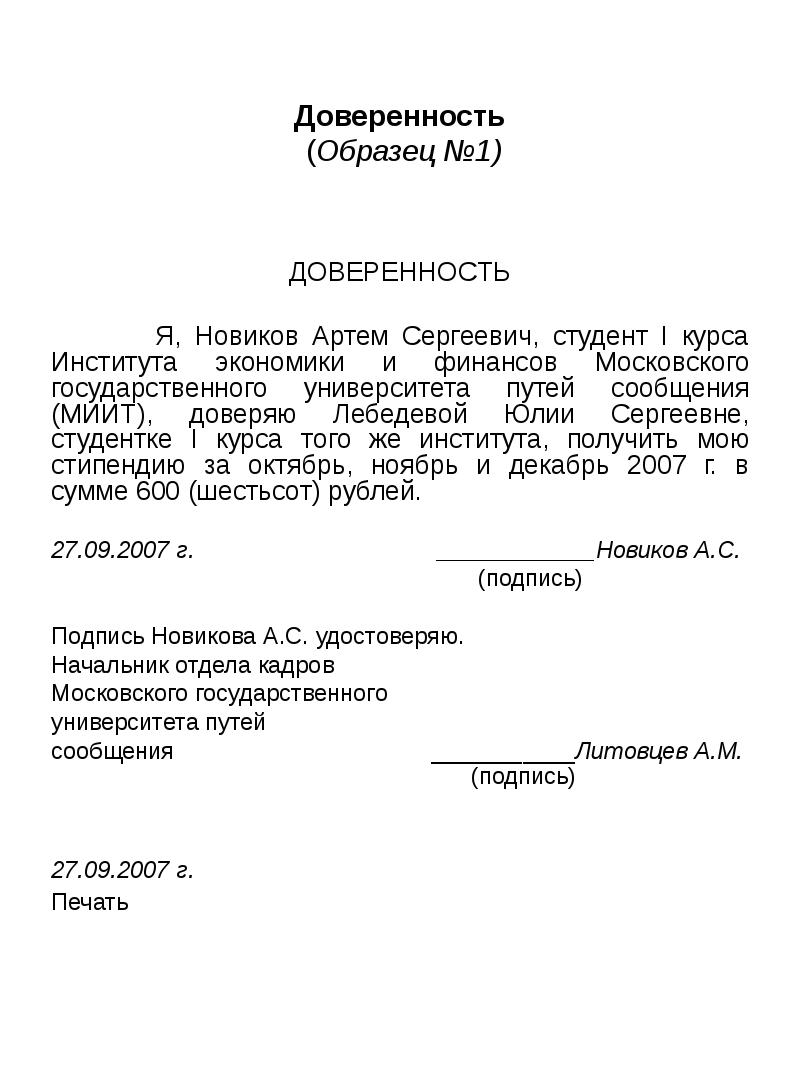 Доверенность
(Образец №1)
ДОВЕРЕННОСТЬ
Я, Новиков Артем Сергеевич, студент I курса
Института экономики и финансов Московского
государственного университета путей сообщения
(МИИТ), доверяю Лебедевой Юлии Сергеевне,
студентке I курса того же института, получить мою
стипендию за октябрь, ноябрь и декабрь 2007 г. в
сумме 600 (шестьсот) рублей.
27.09.2007 г. ____________Новиков А.С.
(подпись)
Подпись Новикова А.С. удостоверяю.
Начальник отдела кадров
Московского государственного
университета путей
сообщения ___________Литовцев А.М.
(подпись)
27.09.2007 г.
Печать